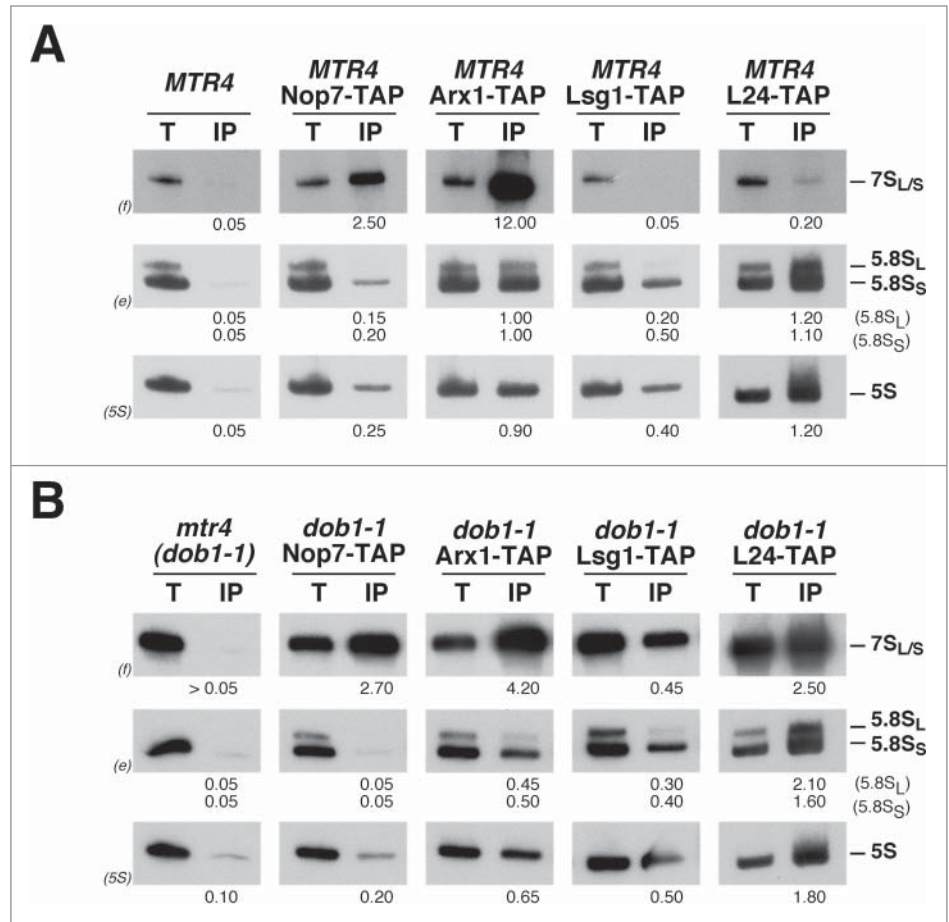 A
MTR4
MTR4 Nop7-TAP
MTR4 Arx1-TAP
MTR4 Lsg1-TAP
MTR4 L24-TAP
T IP T IP T IP T IP T IP
(f) 7SL/S
0.05 2.50 12.00 0.05 0.20
5.8SL
(e) 5.8SS
0.05 0.15 1.00 0.20 1.20 (5.8SL)
0.05 0.20 1.00 0.50 1.10 (5.8SS)
(5S) 5S
0.05 0.25 0.90 0.40 1.20
B
mtr4 (dob1-1)
dob1-1 Nop7-TAP
dob1-1 Arx1-TAP
dob1-1 Lsg1-TAP
dob1-1 L24-TAP
T IP T IP T IP T IP T IP
(f) 7SL/S
> 0.05 2.70 4.20 0.45 2.50
5.8SL
(e) 5.8SS
0.05 0.05 0.45 0.30 2.10 (5.8SL)
0.05 0.05 0.50 0.40 1.60 (5.8SS)
(5S) 5S
0.10 0.20 0.65 0.50 1.80